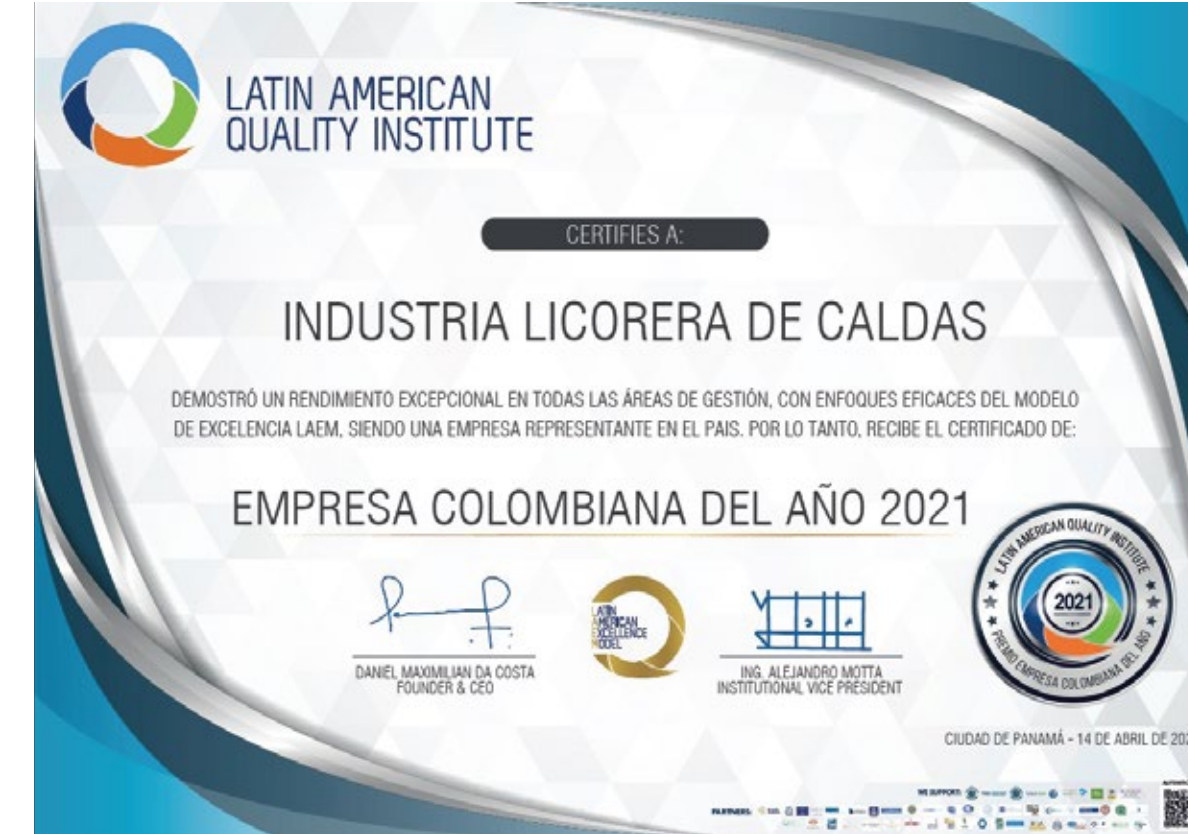 LATIN AMERICAN
QUALITY INSTITUTE
CERTIFIES A:
INDUSTRIA LICORERA DE CALDAS
DEMOSTRÓ UN RENDIMIENTO EXCEPCIONAL EN TODAS LAS ÁREAS DE GESTIÓN, CON ENFOQUES EFICACES DEL MODELO
DE EXCELENCIA LAEM, SIENDO UNA EMPRESA REPRESENTANTE EN EL PAIS. POR LO TANTO, RECIBE EL CERTIFICADO DE:
EMPRESA COLOMBIANA DEL AÑO 2021
LATIN
AMERICAN
EXCELLENCE
MODEL
DANIEL MAXIMILIAN DA COSTA
FOUNDER & CEO
ING. ALEJANDRO MOTTA
INSTITUTIONAL VICE PRESIDENT
LATIN AMERICAN QUALITY INSTITUTE
2021
PREMIO EMPRESA COLOMBIANA DEL AÑO
CIUDAD DE PANAMÁ - 14 DE ABRIL DE 202
WE SUPPORT:
PARTNERS: